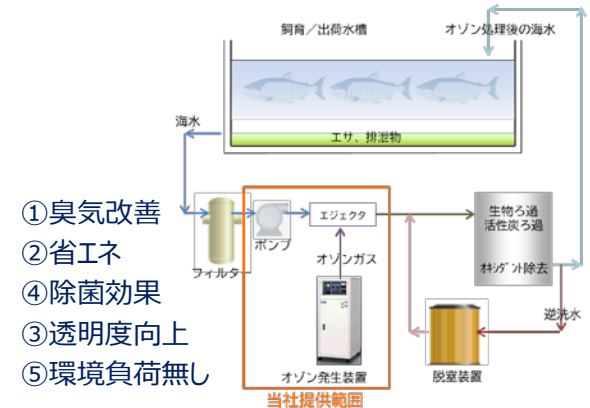 飼育／出荷水槽
オゾン処理後の海水
海水
エサ、排泄物
①臭気改善
②省エネ
④除菌効果
③透明度向上
⑤環境負荷無し
フィルター
ポンプ
エジェクタ
オゾンガス
オゾン発生装置
当社提供範囲
生物ろ過
活性炭ろ過
オキシダント除去
逆洗水
脱窒装置